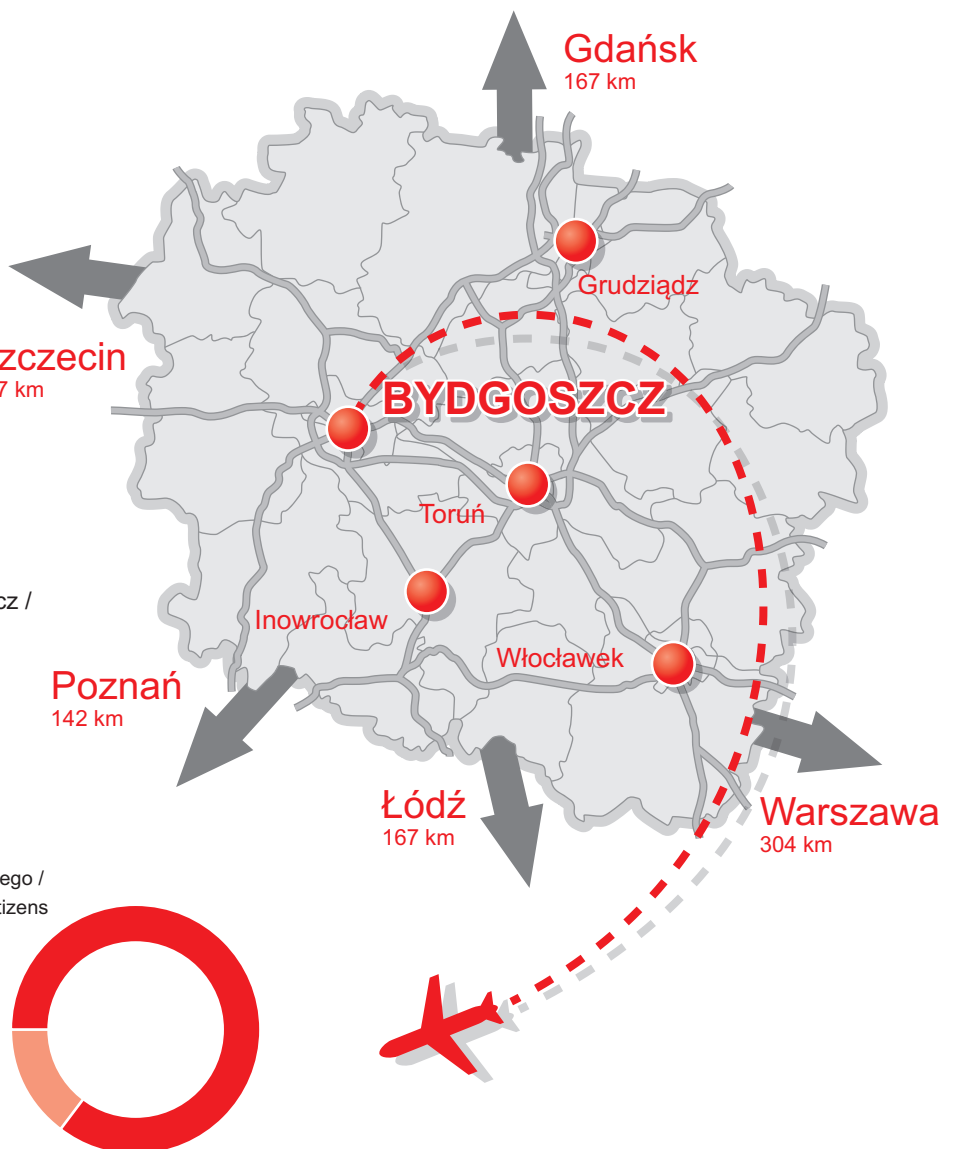 Gdańsk
167 km
Grudziądz
zczecin
7 km
BYDGOSZCZ
Toruń
cz /
Inowrocław
Włocławek
Poznań
142 km
Łódź
167 km
Warszawa
304 km
ego /
tizens